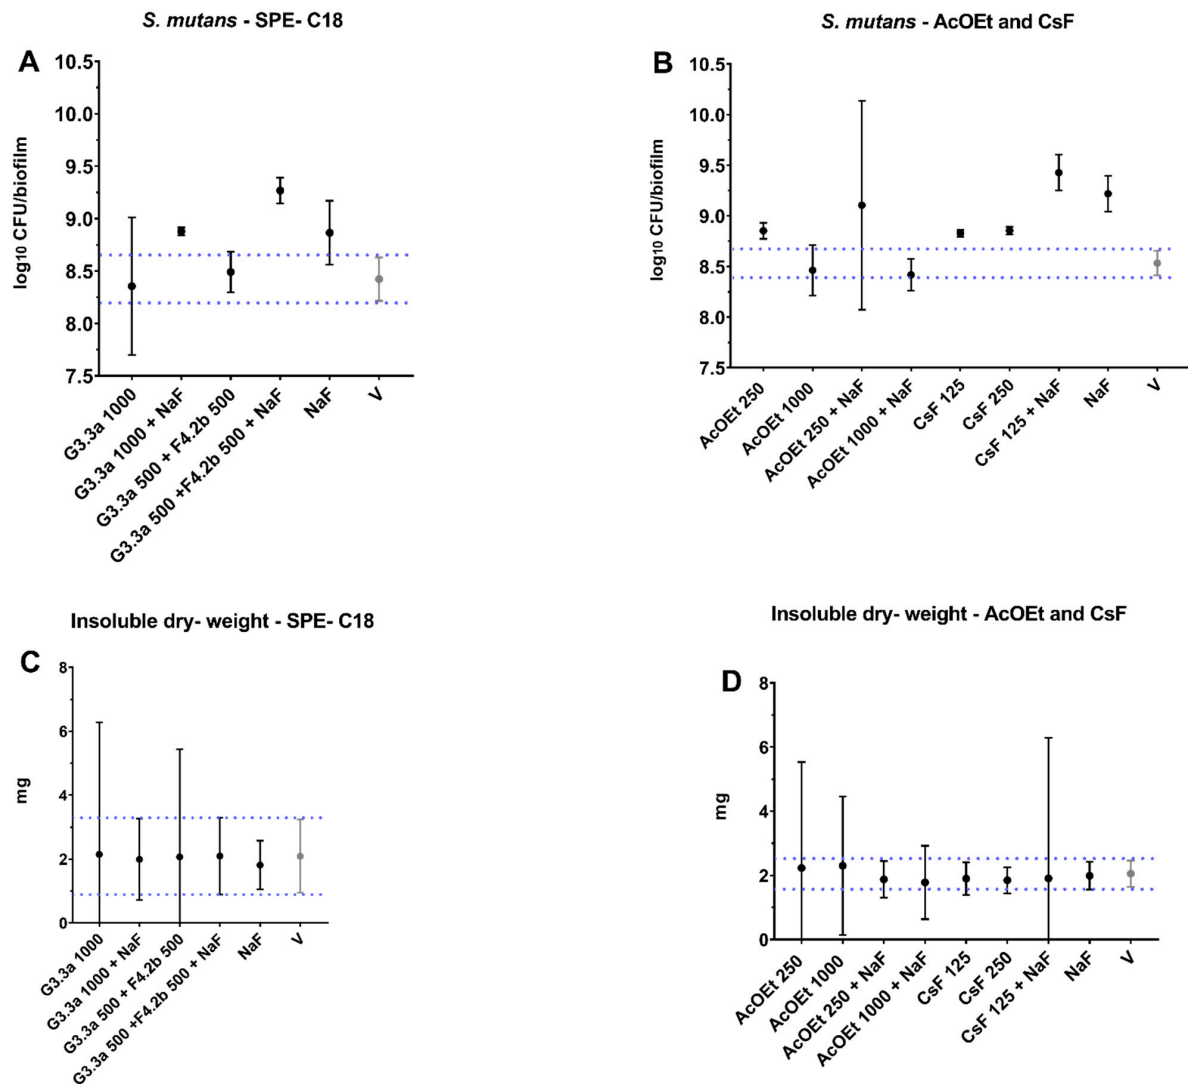 S. mutans - SPE- C18
A
log10 CFU/biofilm
10.5
10.0
9.5
9.0
8.5
8.0
7.5
G3.3a 1000
G3.3a 1000 + NaF
G3.3a 500 + F4.2b 500
G3.3a 500 +F4.2b 500 + NaF
NaF
V
S. mutans - AcOEt and CsF
B
log10 CFU/biofilm
10.5
10.0
9.5
9.0
8.5
8.0
7.5
AcOEt 250
AcOEt 1000
AcOEt 250 + NaF
AcOEt 1000 + NaF
CsF 125
CsF 250
CsF 125 + NaF
NaF
V
Insoluble dry- weight - SPE- C18
C
mg
8
6
4
2
0
G3.3a 1000
G3.3a 1000 + NaF
G3.3a 500 + F4.2b 500
G3.3a 500 +F4.2b 500 + NaF
NaF
V
Insoluble dry- weight - AcOEt and CsF
D
mg
8
6
4
2
0
AcOEt 250
AcOEt 1000
AcOEt 250 + NaF
AcOEt 1000 + NaF
CsF 125
CsF 250
CsF 125 + NaF
NaF
V